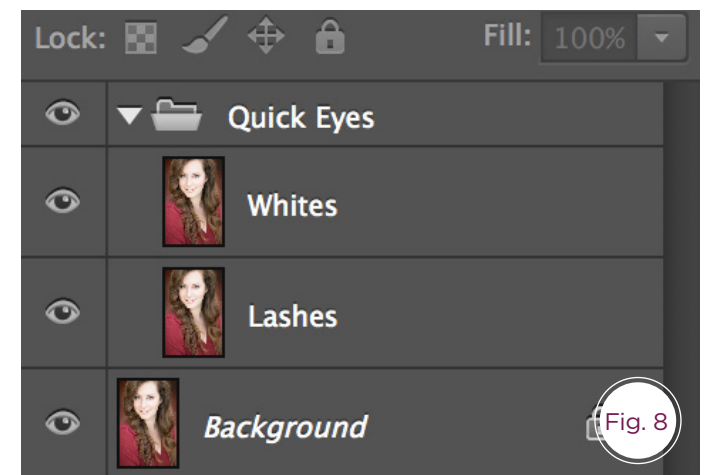 Lock: Fill: 100%
Quick Eyes
Whites
Lashes
Background
Fig. 8